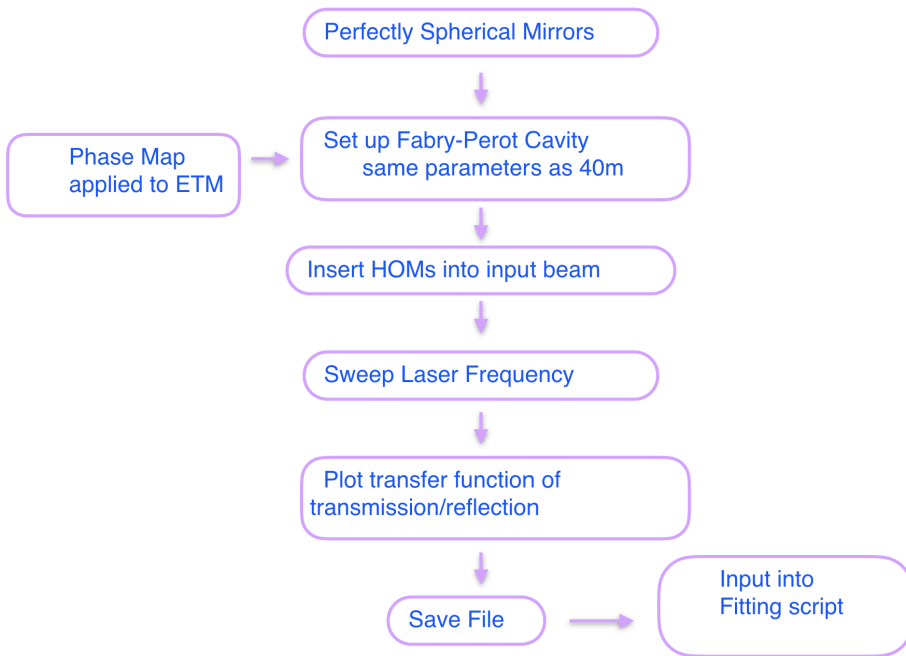 Perfectly Spherical Mirrors
Set up Fabry-Perot Cavity
same parameters as 40m
Phase Map
applied to ETM
Insert HOMs into input beam
Sweep Laser Frequency
Plot transfer function of
transmission/reflection
Save File
Input into
Fitting script